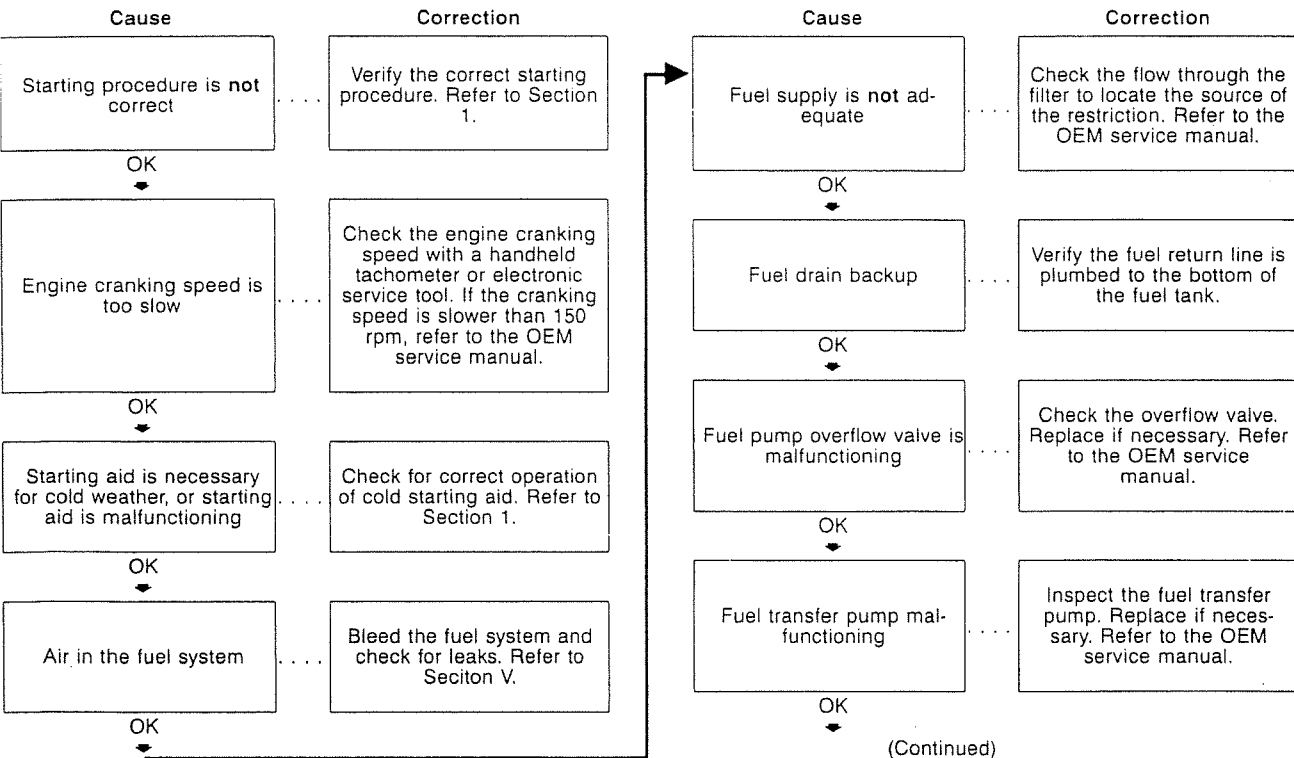 Cause
Correction
Starting procedure is not
correct
. . . .
Verify the correct starting
procedure. Refer to Section
1.
OK
Engine cranking speed is
too slow
. . . .
Check the engine cranking
speed with a handheld
tachometer or electronic
service tool. If the cranking
speed is slower than 150
rpm, refer to the OEM
service manual.
OK
Starting aid is necessary
for cold weather, or starting
aid is malfunctioning
. . . .
Check for correct operation
of cold starting aid. Refer to
Section 1.
OK
Air in the fuel system
. . . .
Bleed the fuel system and
check for leaks. Refer to
Seciton V.
OK
Cause
Correction
Fuel supply is not ad-
equate
. . . .
Check the flow through the
filter to locate the source of
the restriction. Refer to the
OEM service manual.
OK
Fuel drain backup
. . . .
Verify the fuel return line is
plumbed to the bottom of
the fuel tank.
OK
Fuel pump overflow valve is
malfunctioning
. . . .
Check the overflow valve.
Replace if necessary. Refer
to the OEM service
manual.
OK
Fuel transfer pump mal-
functioning
. . . .
Inspect the fuel transfer
pump. Replace if neces-
sary. Refer to the OEM
service manual.
OK
(Continued)